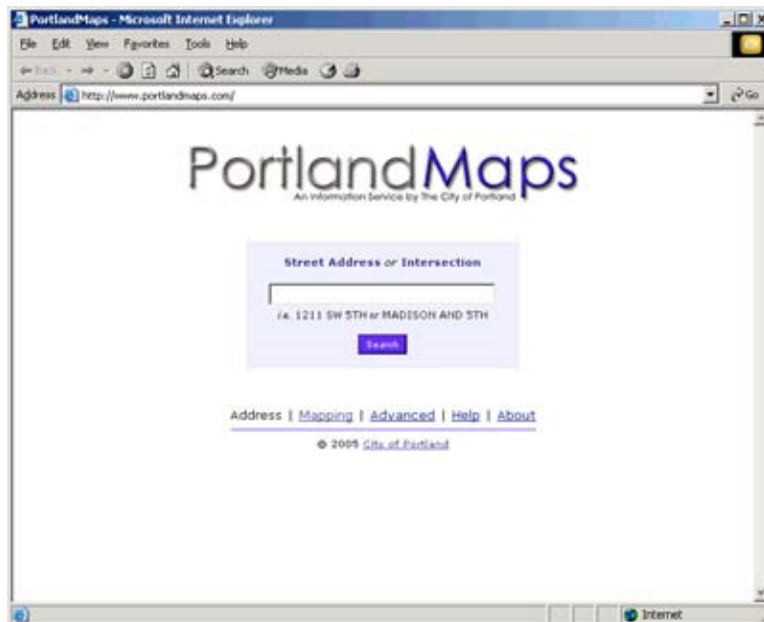 PortlandMaps - Microsoft Internet Explorer
File Edit View Favorites Tools Help
Back Search Media
Address http://www.portlandmaps.com/ Go
PortlandMaps
An Information Service by The City of Portland
Street Address or Intersection
i.e. 1211 SW 5TH or MADISON AND 5TH
Search
Address | Mapping | Advanced | Help | About
© 2005 City of Portland
Internet